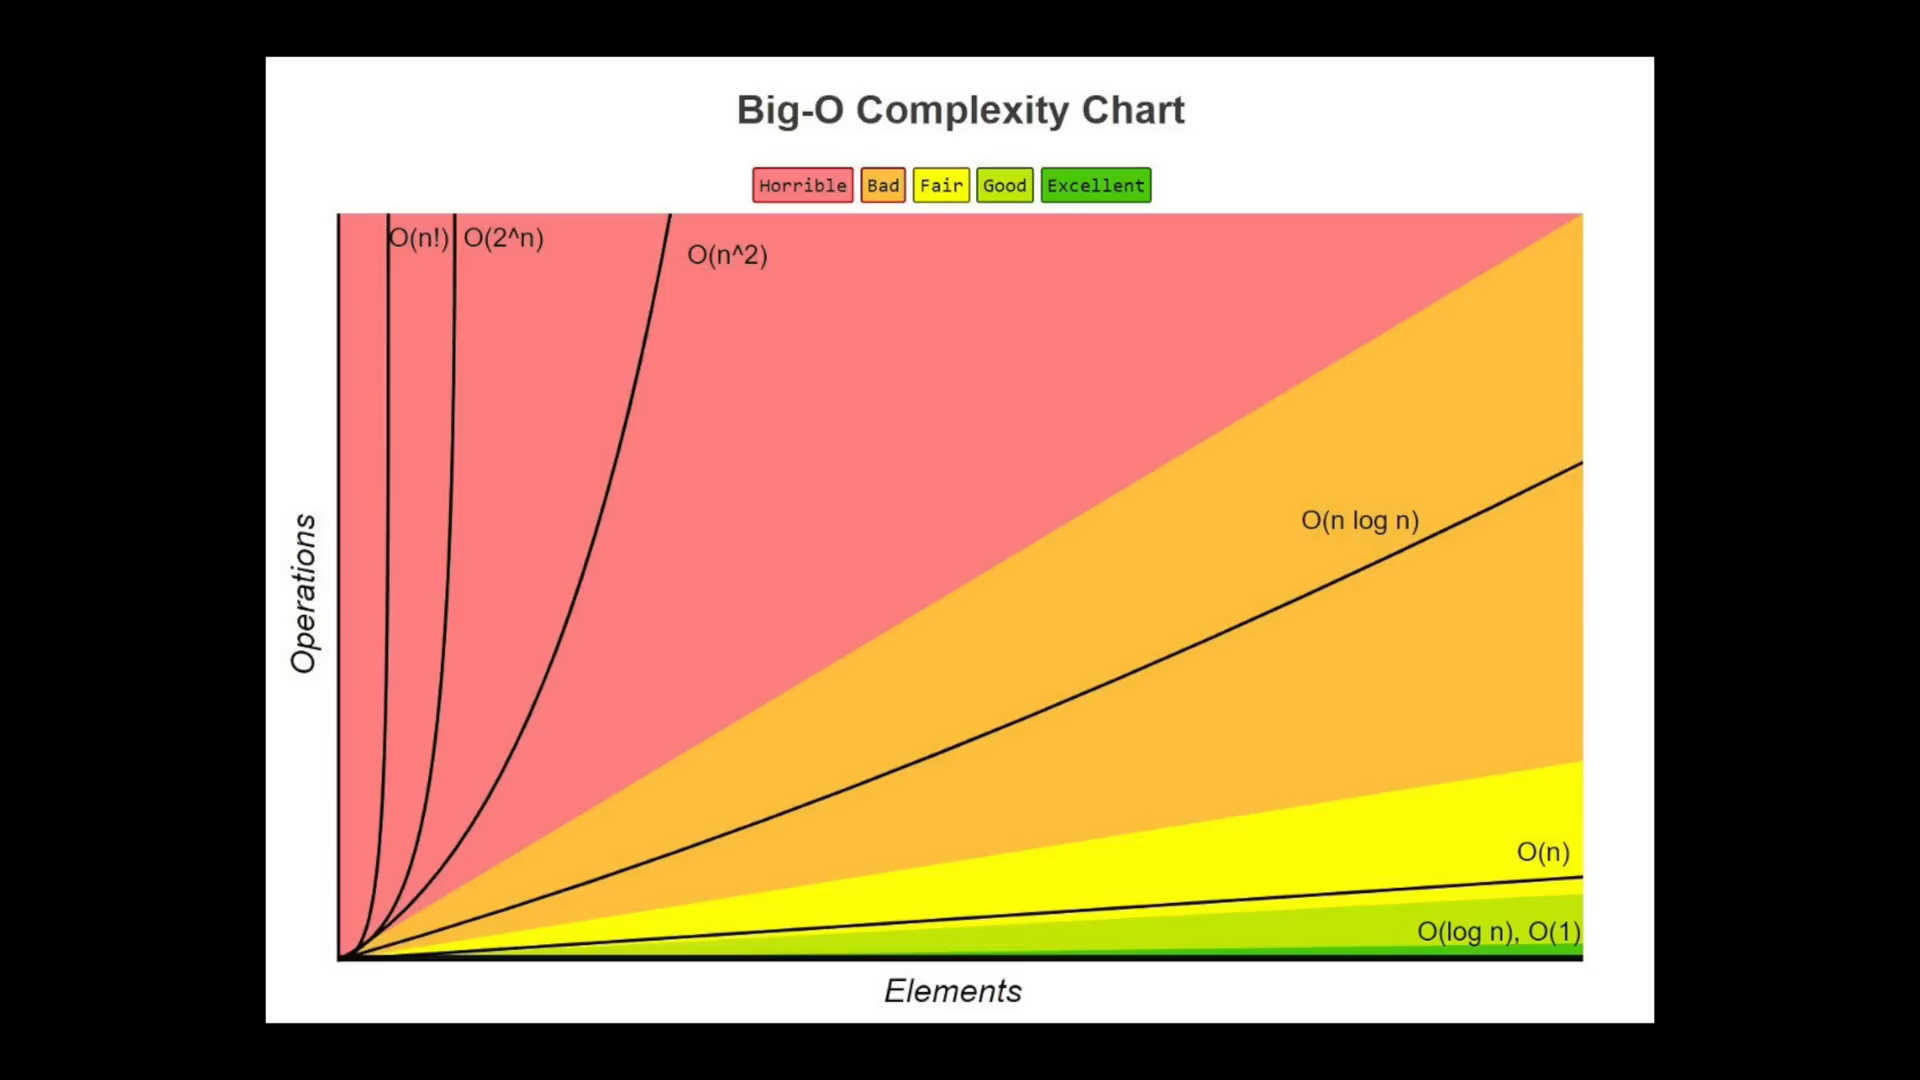 Big-O Complexity Chart
Horrible Bad Fair Good Excellent
O(n!) O(2^n)
O(n^2)
O(n log n)
Operations
O(n)
O(log n), O(1)
Elements